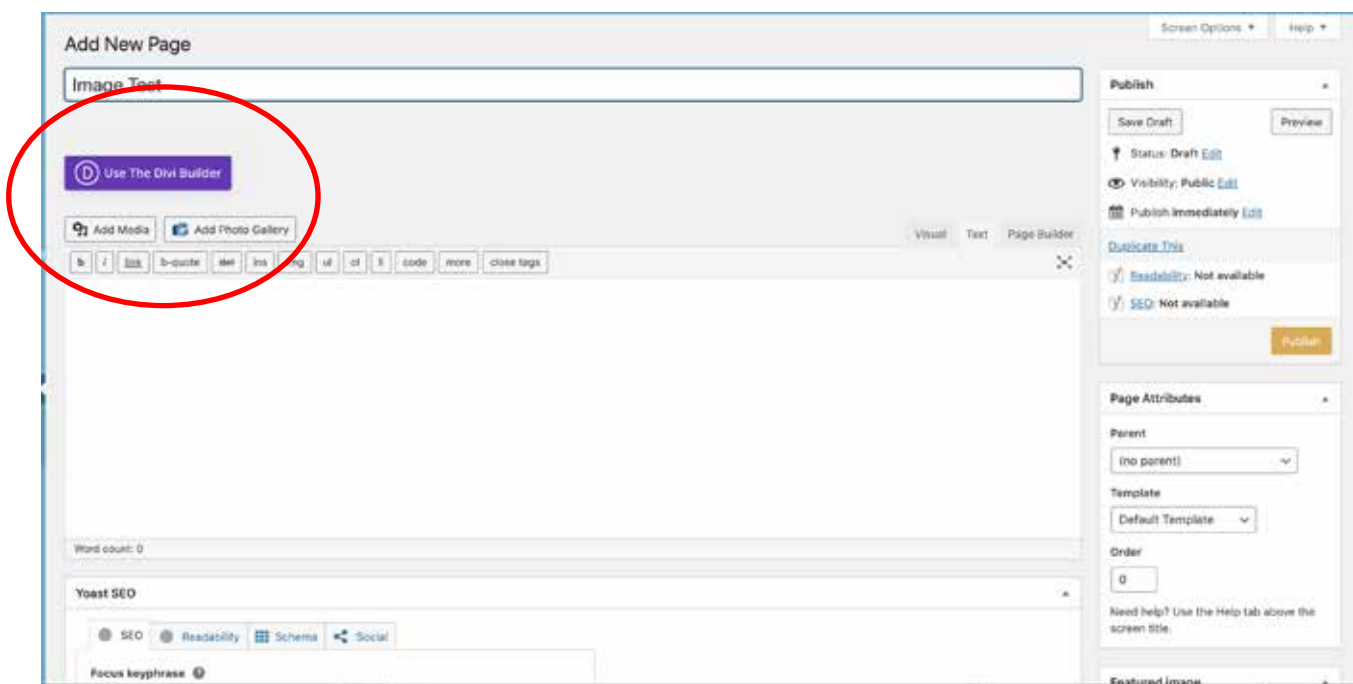 Screen Options
Help
Add New Page
Image Test
Use The Divi Builder
Add Media
Add Photo Gallery
Visual
Text
Page Builder
b
i
link
b-quote
del
ins
ul
ol
li
code
more
close tags
Word count: 0
Yoast SEO
SEO
Readability
Schema
Social
Focus keyphrase
Publish
Save Draft
Preview
Status: Draft Edit
Visibility: Public Edit
Publish immediately Edit
Duplicate This
Readability: Not available
SEO: Not available
Publish
Page Attributes
Parent
(no parent)
Template
Default Template
Order
0
Need help? Use the Help tab above the
screen title.
Featured image